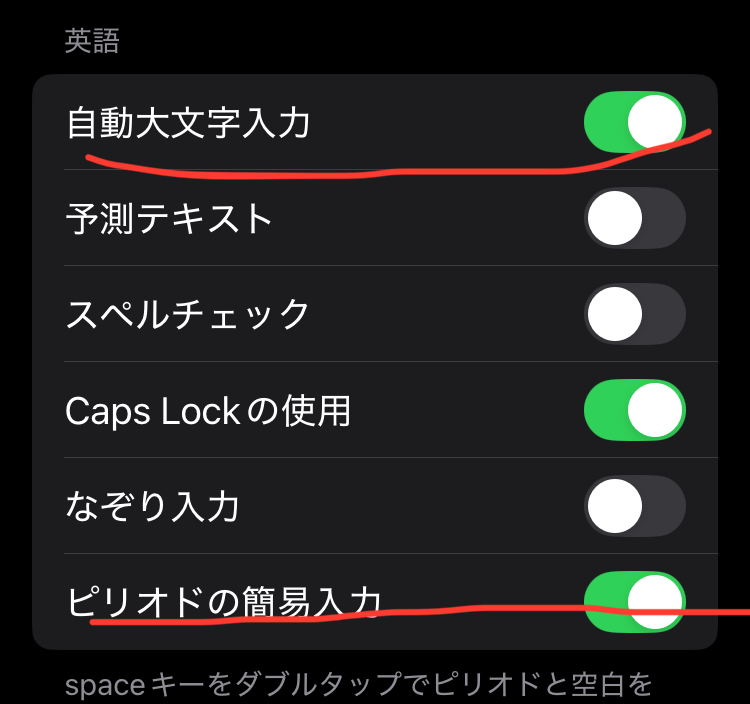 英語
自動大文字入力
予測テキスト
スペルチェック
Caps Lockの使用
なぞり入力
ピリオドの簡易入力
spaceキーをダブルタップでピリオドと空白を